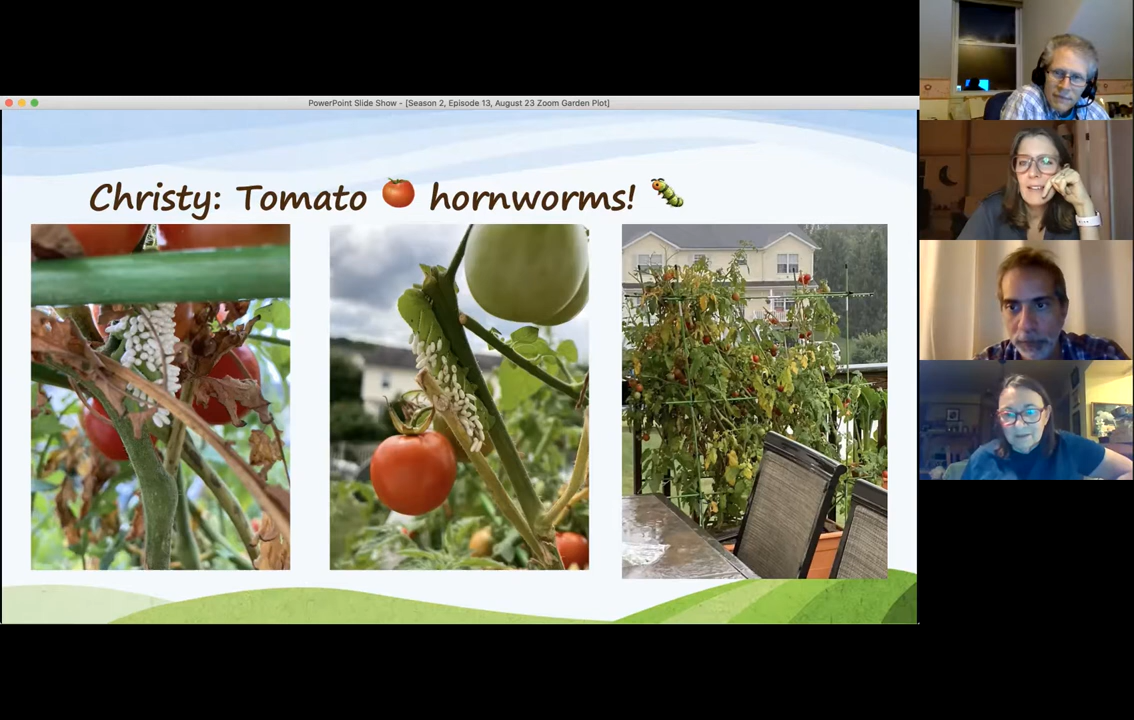 PowerPoint Slide Show - [Season 2, Episode 13, August 23 Zoom Garden Plot]
Christy: Tomato 🍅 hornworms! 🐛